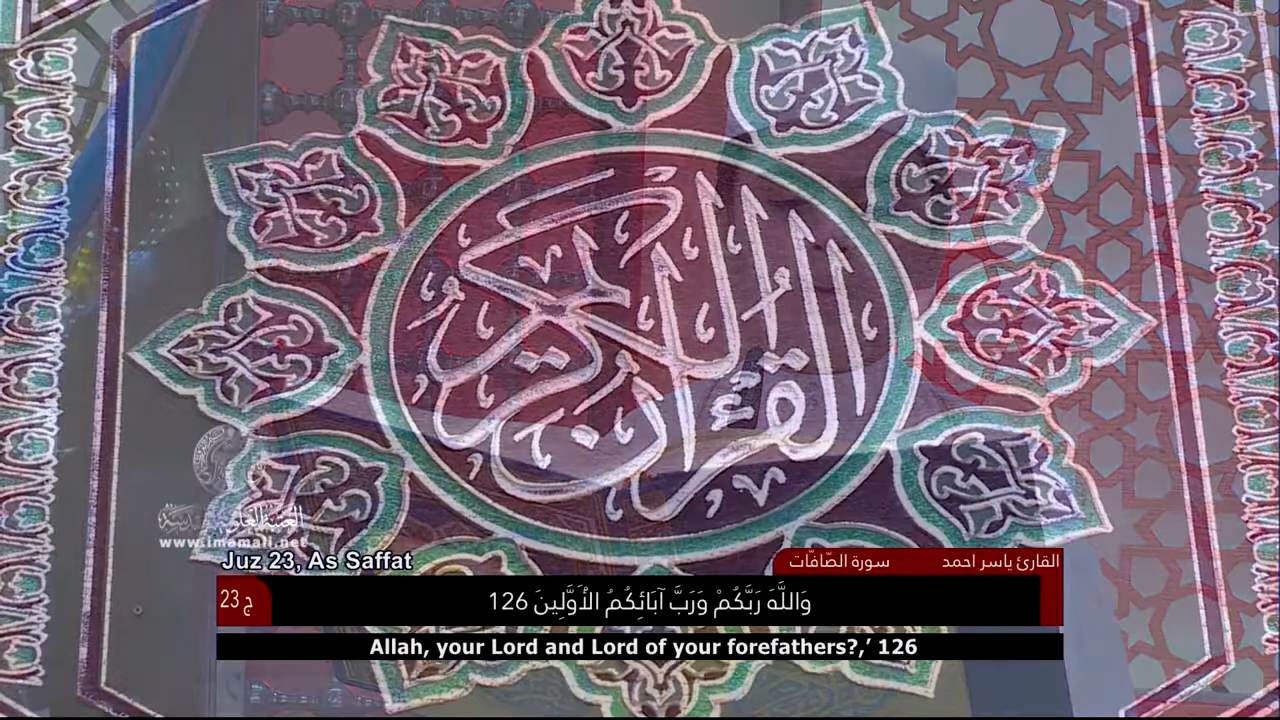 القرآن الكريم
www.imamali.net
Juz 23, As Saffat
القارئ ياسر احمد
سورة الصّافّات
ج 23
وَاللَّهَ رَبَّكُمْ وَرَبَّ آبَائِكُمُ الْأَوَّلِينَ 126
Allah, your Lord and Lord of your forefathers?,’ 126